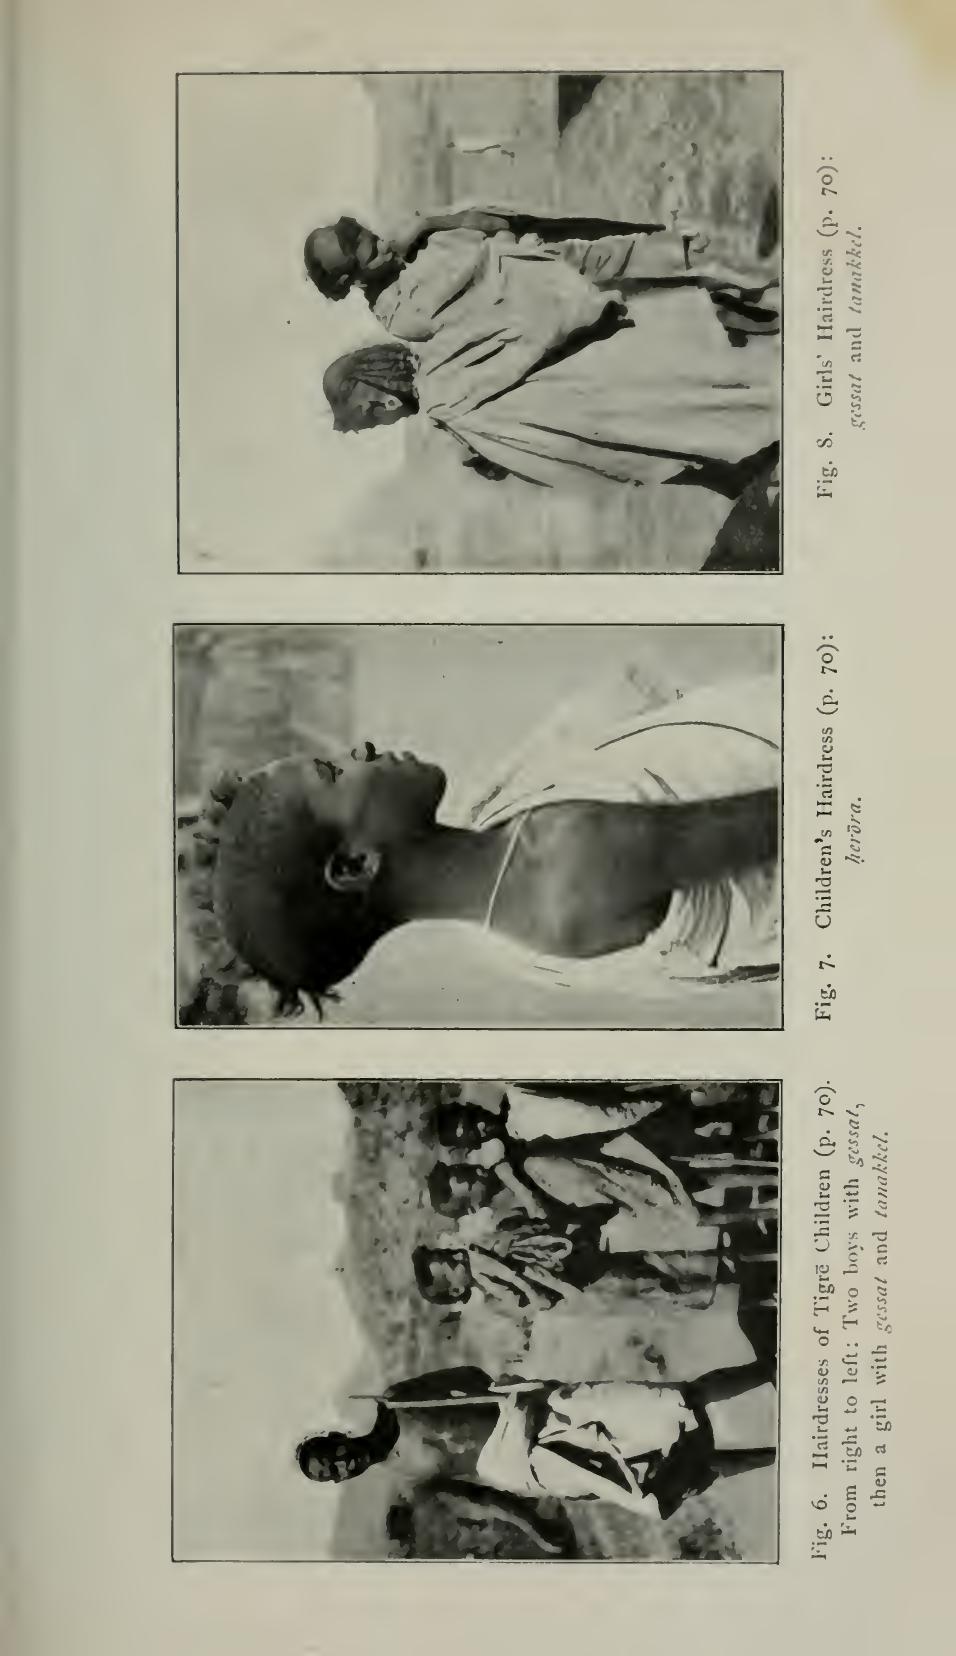 Fig. 6. Hairdresses of Tigrē Children (p. 70).
From right to left: Two boys with gessat,
then a girl with gessat and tanakkel.
Fig. 7. Children's Hairdress (p. 70):
ḥerōra.
Fig. 8. Girls' Hairdress (p. 70):
gessat and tanakkel.